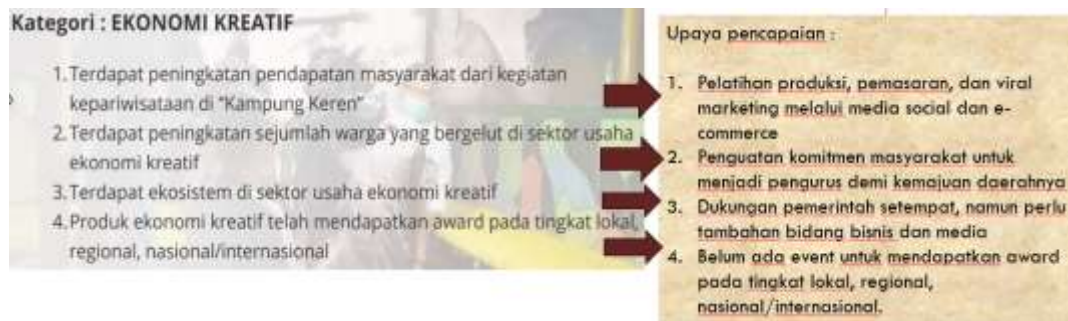 Kategori : EKONOMI KREATIF
1. Terdapat peningkatan pendapatan masyarakat dari kegiatan
kepariwisataan di "Kampung Keren"
2. Terdapat peningkatan sejumlah warga yang bergelut di sektor usaha
ekonomi kreatif
3. Terdapat ekosistem di sektor usaha ekonomi kreatif
4. Produk ekonomi kreatif telah mendapatkan award pada tingkat lokal,
regional, nasional/internasional
Upaya pencapaian :
1. Pelatihan produksi, pemasaran, dan viral
marketing melalui media social dan e-
commerce
2. Penguatan komitmen masyarakat untuk
menjadi pengurus demi kemajuan daerahnya
3. Dukungan pemerintah setempat, namun perlu
tambahan bidang bisnis dan media
4. Belum ada event untuk mendapatkan award
pada tingkat lokal, regional,
nasional/internasional.